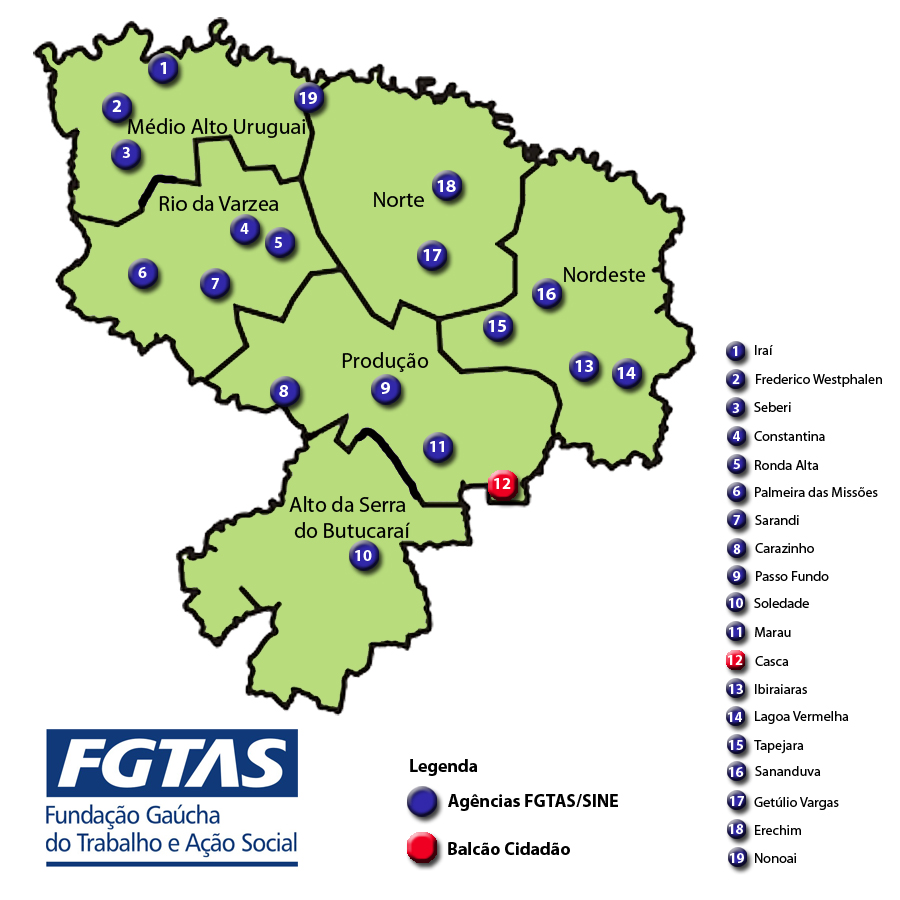 1
19
2
Médio Alto Uruguai
3
18
Norte
Rio da Varzea
4
5
17
6
7
Nordeste
16
15
Produção
13
14
8
9
11
12
Alto da Serra
do Butucaraí
10
1 Iraí
2 Frederico Westphalen
3 Seberi
4 Constantina
5 Ronda Alta
6 Palmeira das Missões
7 Sarandi
8 Carazinho
9 Passo Fundo
10 Soledade
11 Marau
12 Casca
13 Ibiraiaras
14 Lagoa Vermelha
15 Tapejara
16 Sananduva
17 Getúlio Vargas
18 Erechim
19 Nonoai
FGTAS
Fundação Gaúcha
do Trabalho e Ação Social
Legenda
Agências FGTAS/SINE
Balcão Cidadão